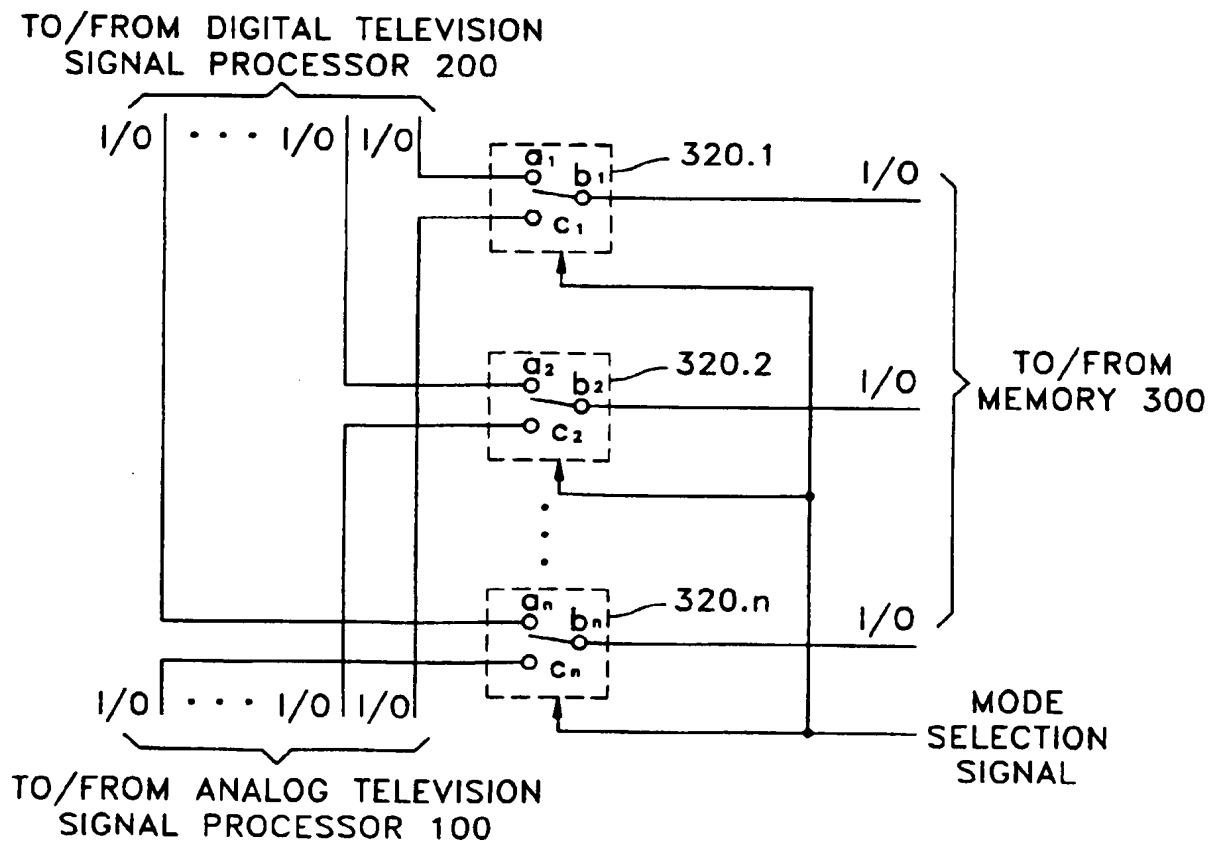 TO/FROM DIGITAL TELEVISION
SIGNAL PROCESSOR 200
I/O ··· I/O I/O
a1 b1 320.1
c1
I/O
a2 b2 320.2
c2
I/O
TO/FROM
MEMORY 300
an bn 320.n
cn
I/O
I/O ··· I/O I/O
MODE
SELECTION
SIGNAL
TO/FROM ANALOG TELEVISION
SIGNAL PROCESSOR 100